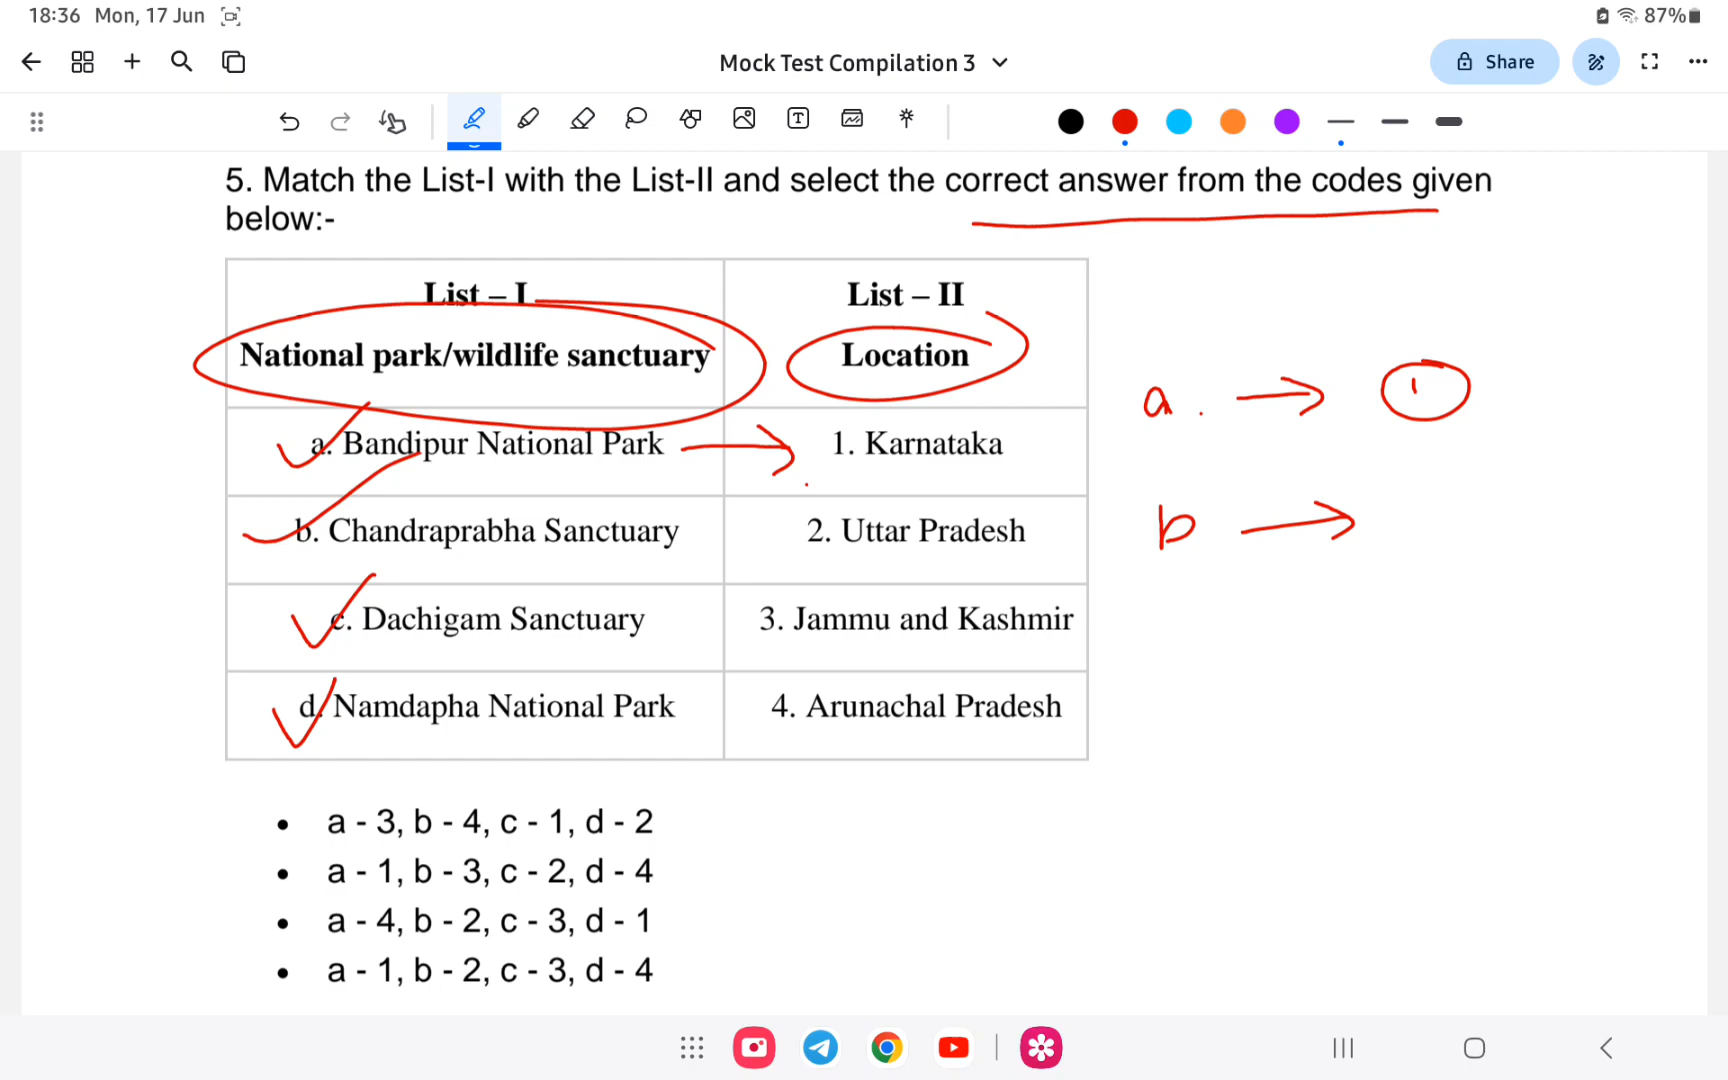 18:36 Mon, 17 Jun
87%
Mock Test Compilation 3
Share
5. Match the List-I with the List-II and select the correct answer from the codes given
below:-
List – I
National park/wildlife sanctuary
List – II
Location
a. Bandipur National Park
1. Karnataka
b. Chandraprabha Sanctuary
2. Uttar Pradesh
c. Dachigam Sanctuary
3. Jammu and Kashmir
d. Namdapha National Park
4. Arunachal Pradesh
a. → 1
b →
• a - 3, b - 4, c - 1, d - 2
• a - 1, b - 3, c - 2, d - 4
• a - 4, b - 2, c - 3, d - 1
• a - 1, b - 2, c - 3, d - 4